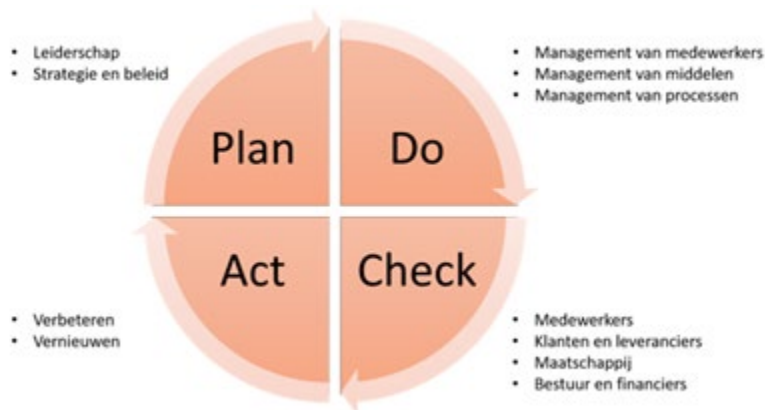 • Leiderschap
• Strategie en beleid
Plan
Do
• Management van medewerkers
• Management van middelen
• Management van processen
Act
Check
• Verbeteren
• Vernieuwen
• Medewerkers
• Klanten en leveranciers
• Maatschappij
• Bestuur en financiers